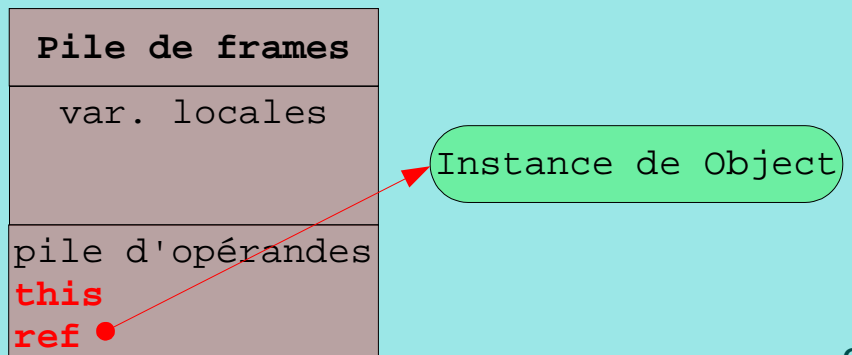 Pile de frames
var. locales
Instance de Object
pile d'opérandes
this
ref